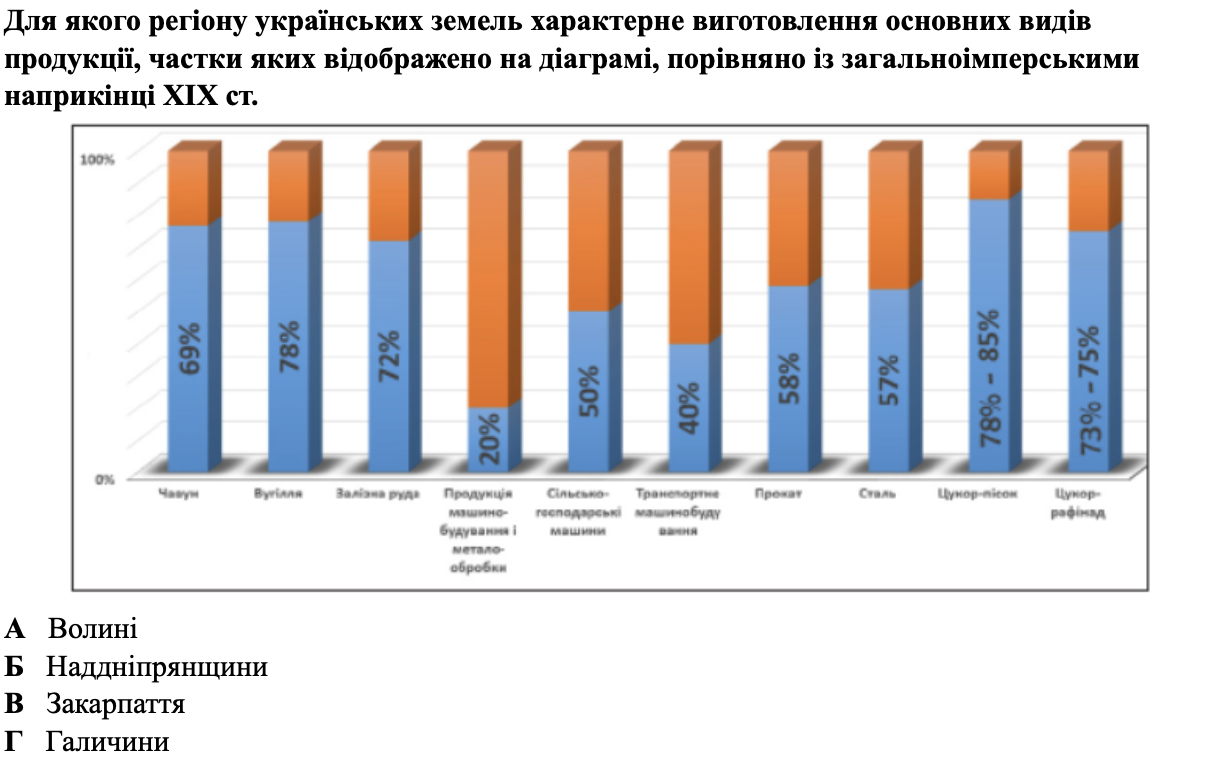 Для якого регіону українських земель характерне виготовлення основних видів
продукції, частки яких відображено на діаграмі, порівняно із загальноімперськими
наприкінці XIX ст.
100%
69%
78%
72%
20%
50%
40%
58%
57%
78% - 85%
73% -75%
0%
Чавун
Вугілля
Залізна руда
Продукція
машино-
будування і
метало-
обробки
Сільсько-
господарські
машини
Транспортне
машинобуду
вання
Прокат
Сталь
Цукор-пісок
Цукор-
рафінад
А Волині
Б Наддніпрянщини
В Закарпаття
Г Галичини